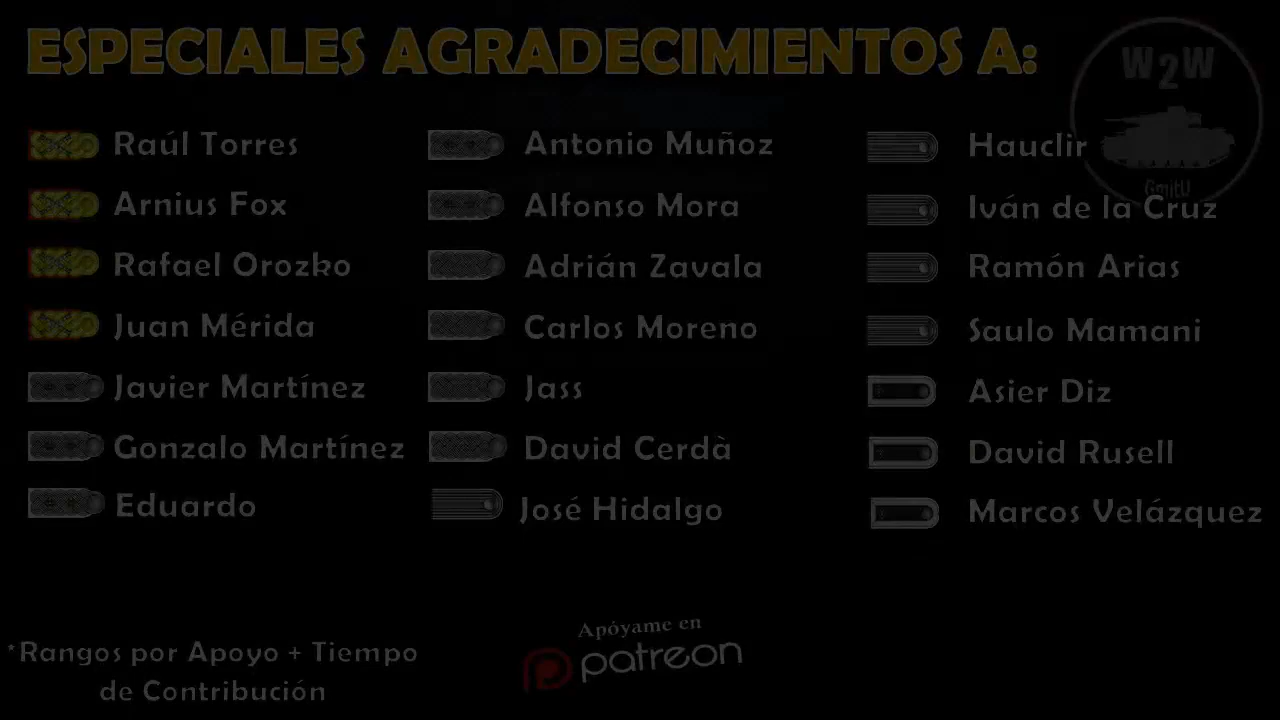 ESPECIALES AGRADECIMIENTOS A:
W2W
GmitU
Raúl Torres
Arnius Fox
Rafael Orozko
Juan Mérida
Javier Martínez
Gonzalo Martínez
Eduardo
Antonio Muñoz
Alfonso Mora
Adrián Zavala
Carlos Moreno
Jass
David Cerdà
José Hidalgo
Hauclir
Iván de la Cruz
Ramón Arias
Saulo Mamani
Asier Diz
David Rusell
Marcos Velázquez
*Rangos por Apoyo + Tiempo
de Contribución
Apóyame en
patreon